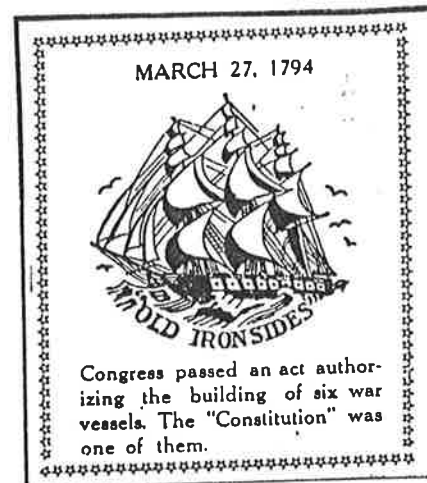 MARCH 27, 1794
OLD IRONSIDES
Congress passed an act author-
izing the building of six war
vessels. The "Constitution" was
one of them.